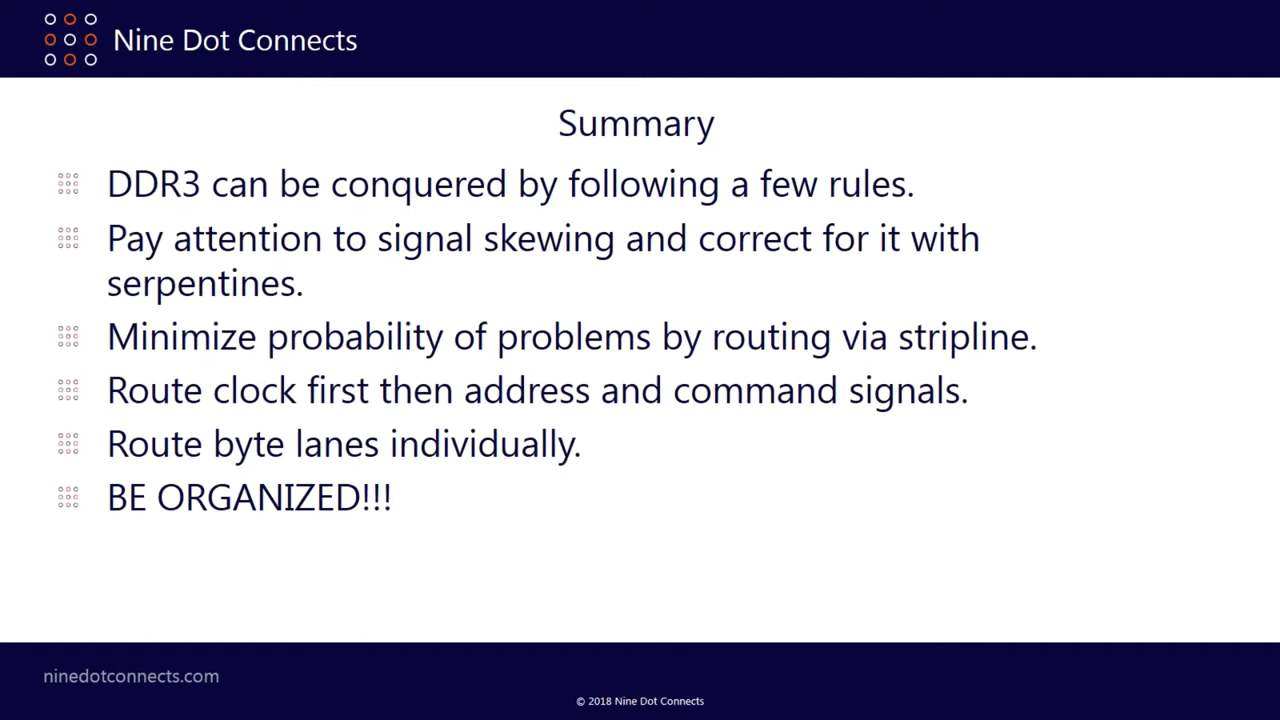 Nine Dot Connects
Summary
DDR3 can be conquered by following a few rules.
Pay attention to signal skewing and correct for it with
serpentines.
Minimize probability of problems by routing via stripline.
Route clock first then address and command signals.
Route byte lanes individually.
BE ORGANIZED!!!
ninedotconnects.com
© 2018 Nine Dot Connects